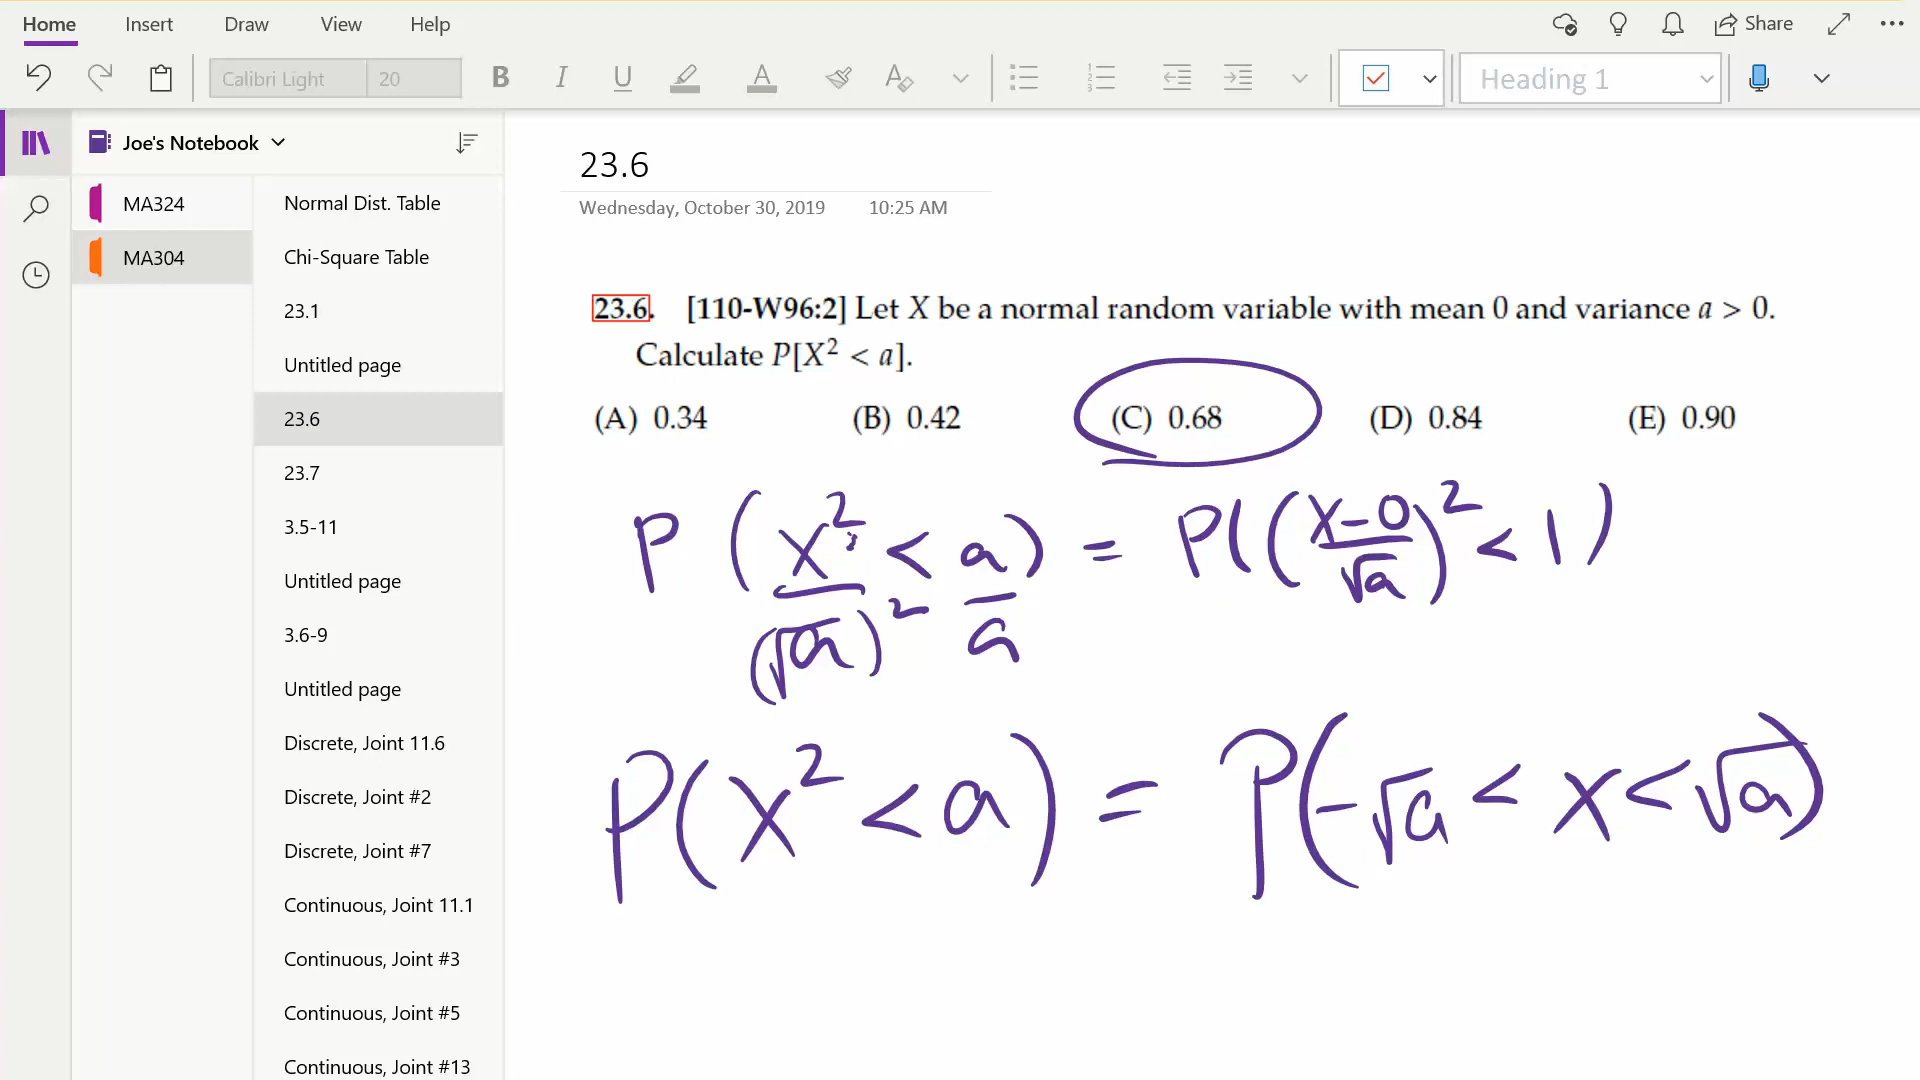 Home Insert Draw View Help Share
Calibri Light 20 B I U A A Heading 1
Joe's Notebook
MA324
MA304
Normal Dist. Table
Chi-Square Table
23.1
Untitled page
23.6
23.7
3.5-11
Untitled page
3.6-9
Untitled page
Discrete, Joint 11.6
Discrete, Joint #2
Discrete, Joint #7
Continuous, Joint 11.1
Continuous, Joint #3
Continuous, Joint #5
Continuous, Joint #13
23.6
Wednesday, October 30, 2019 10:25 AM
23.6. [110-W96:2] Let X be a normal random variable with mean 0 and variance a > 0.
Calculate P[X² < a].
(A) 0.34 (B) 0.42 (C) 0.68 (D) 0.84 (E) 0.90
P (X²/(√a)² < a/a) = P(((X-0)/√a)² < 1)
P(X² < a) = P(-√a < X < √a)